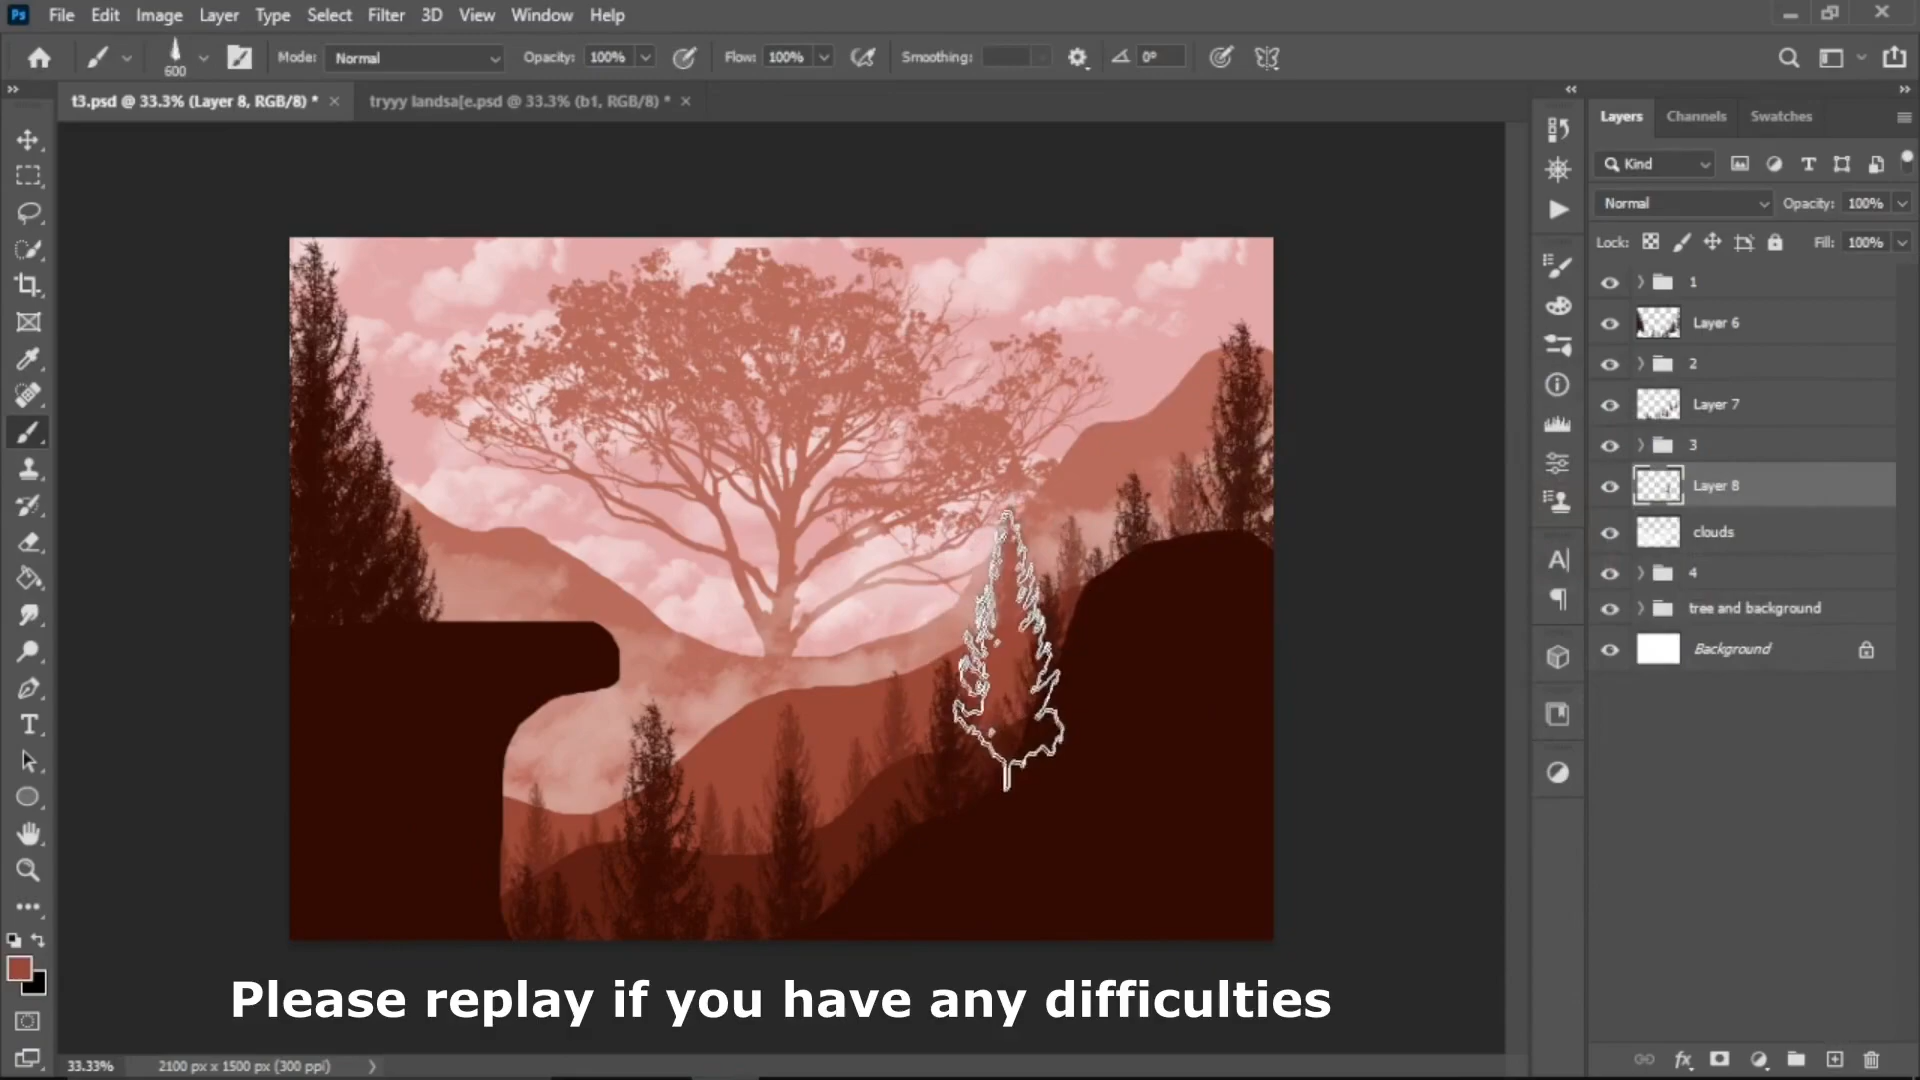 Ps File Edit Image Layer Type Select Filter 3D View Window Help
600 Mode: Normal Opacity: 100% Flow: 100% Smoothing: 0°
t3.psd @ 33.3% (Layer 8, RGB/8) * × tryyy landsa[e.psd @ 33.3% (b1, RGB/8) * ×
Layers Channels Swatches
Kind
Normal Opacity: 100%
Lock: Fill: 100%
1
Layer 6
2
Layer 7
3
Layer 8
clouds
4
tree and background
Background
Please replay if you have any difficulties
33.33% 2100 px x 1500 px (300 ppi)